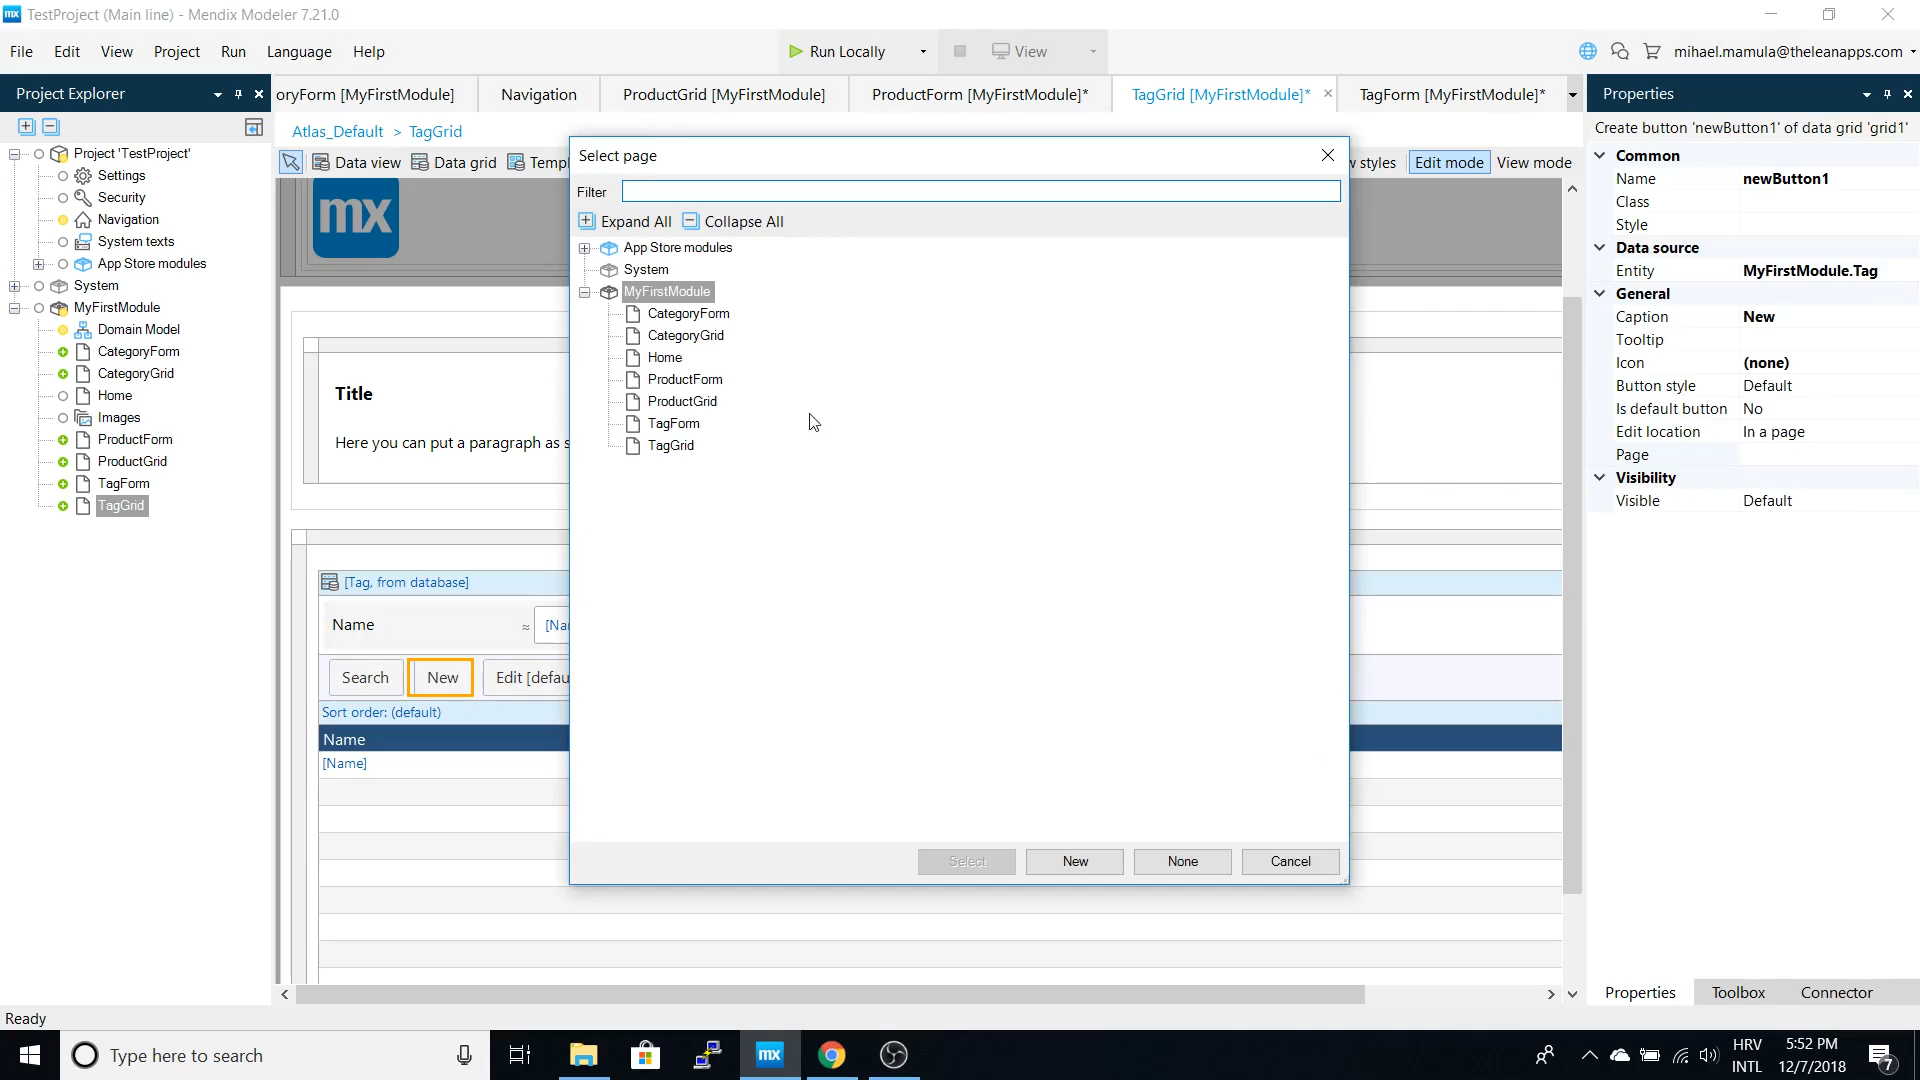 TestProject (Main line) - Mendix Modeler 7.21.0
File Edit View Project Run Language Help
Run Locally
View
mihael.mamula@theleanapps.com
Project Explorer
oryForm [MyFirstModule]
Navigation
ProductGrid [MyFirstModule]
ProductForm [MyFirstModule]*
TagGrid [MyFirstModule]*
TagForm [MyFirstModule]*
Properties
Atlas_Default > TagGrid
Create button 'newButton1' of data grid 'grid1'
Data view
Data grid
Templ
v styles
Edit mode
View mode
Project 'TestProject'
Settings
Security
Navigation
System texts
App Store modules
System
MyFirstModule
Domain Model
CategoryForm
CategoryGrid
Home
Images
ProductForm
ProductGrid
TagForm
TagGrid
mx
Title
Here you can put a paragraph as s
[Tag, from database]
Name
≈
[Nar
Search
New
Edit [defau
Sort order: (default)
Name
[Name]
Select page
Filter
Expand All
Collapse All
App Store modules
System
MyFirstModule
CategoryForm
CategoryGrid
Home
ProductForm
ProductGrid
TagForm
TagGrid
Select
New
None
Cancel
Common
Name newButton1
Class
Style
Data source
Entity MyFirstModule.Tag
General
Caption New
Tooltip
Icon (none)
Button style Default
Is default button No
Edit location In a page
Page
Visibility
Visible Default
Properties
Toolbox
Connector
Ready
Type here to search
mx
HRV
INTL
5:52 PM
12/7/2018
7